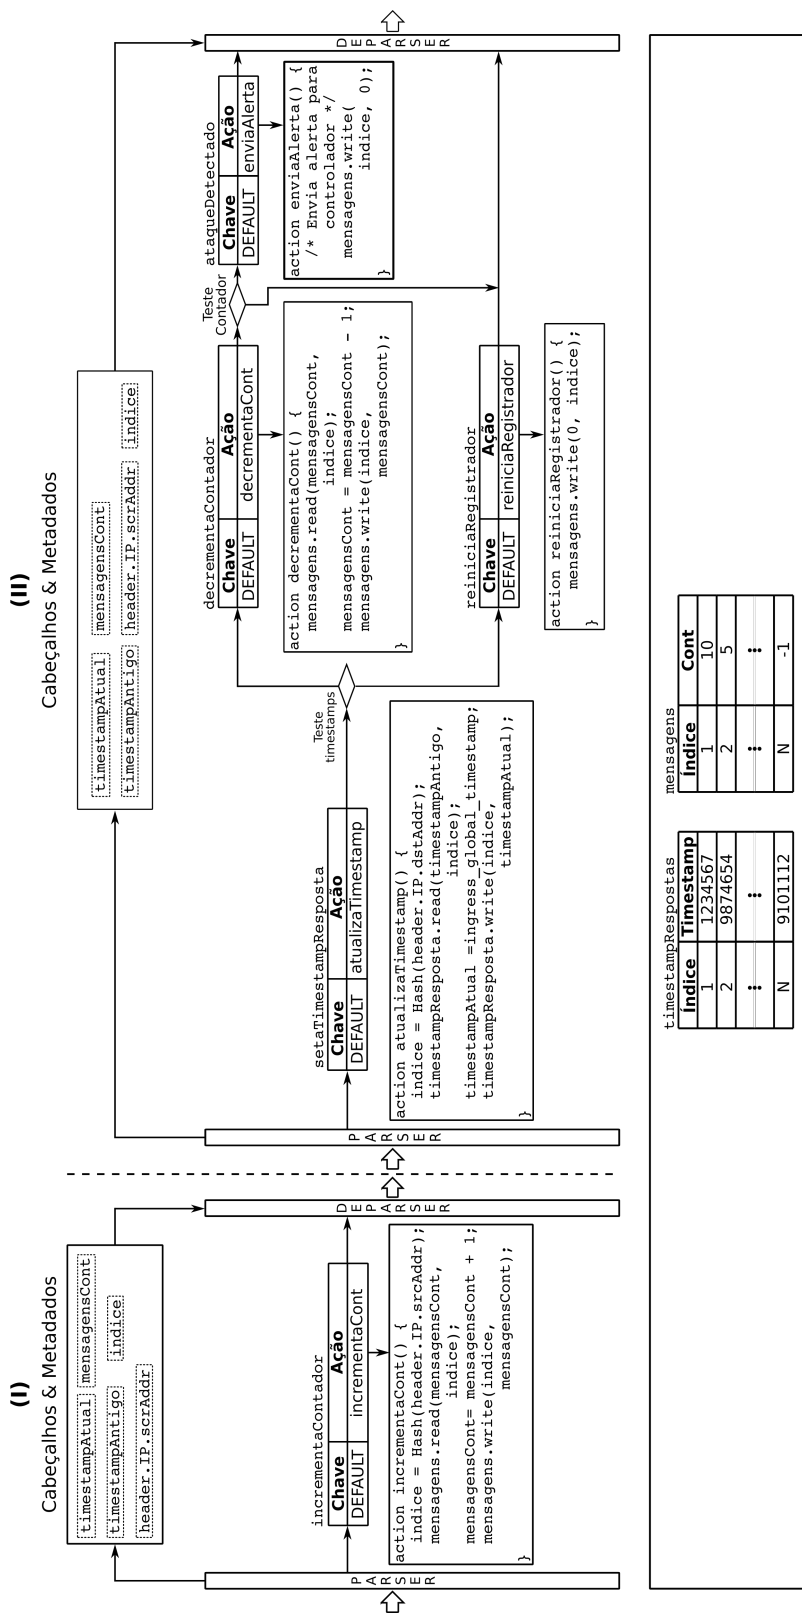 (I)
Cabeçalhos & Metadados
timestampAtual mensagensCont
timestampAntigo indice
header.IP.scrAddr
PARSER
incrementaContador
Chave Ação
DEFAULT incrementaCont
action incrementaCont() {
indice = Hash(header.IP.srcAddr);
mensagens.read(mensagensCont,
indice);
mensagensCont= mensagensCont + 1;
mensagens.write(indice,
mensagensCont);
}
DEPARSER
(II)
Cabeçalhos & Metadados
timestampAtual mensagensCont
timestampAntigo header.IP.scrAddr indice
PARSER
setaTimestampResposta
Chave Ação
DEFAULT atualizaTimestamp
action atualizaTimestamp() {
indice = Hash(header.IP.dstAddr);
timestampResposta.read(timestampAntigo,
indice);
timestampAtual =ingress_global_timestamp;
timestampResposta.write(indice,
timestampAtual);
}
Teste
timestamps
decrementaContador
Chave Ação
DEFAULT decrementaCont
action decrementaCont() {
mensagens.read(mensagensCont,
indice);
mensagensCont = mensagensCont - 1;
mensagens.write(indice,
mensagensCont);
}
Teste
Contador
ataqueDetectado
Chave Ação
DEFAULT enviaAlerta
action enviaAlerta() {
/* Envia alerta para
controlador */
mensagens.write(
indice, 0);
}
reiniciaRegistrador
Chave Ação
DEFAULT reiniciaRegistrador
action reiniciaRegistrador() {
mensagens.write(0, indice);
}
DEPARSER
timestampRespostas
Índice Timestamp
1 1234567
2 9874654
... ...
N 9101112
mensagens
Índice Cont
1 10
2 5
... ...
N -1